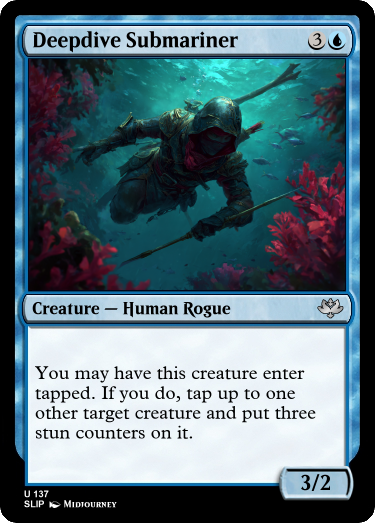 Deepdive Submariner 3
Creature — Human Rogue
You may have this creature enter
tapped. If you do, tap up to one
other target creature and put three
stun counters on it.
3/2
U 137
SLIP Midjourney